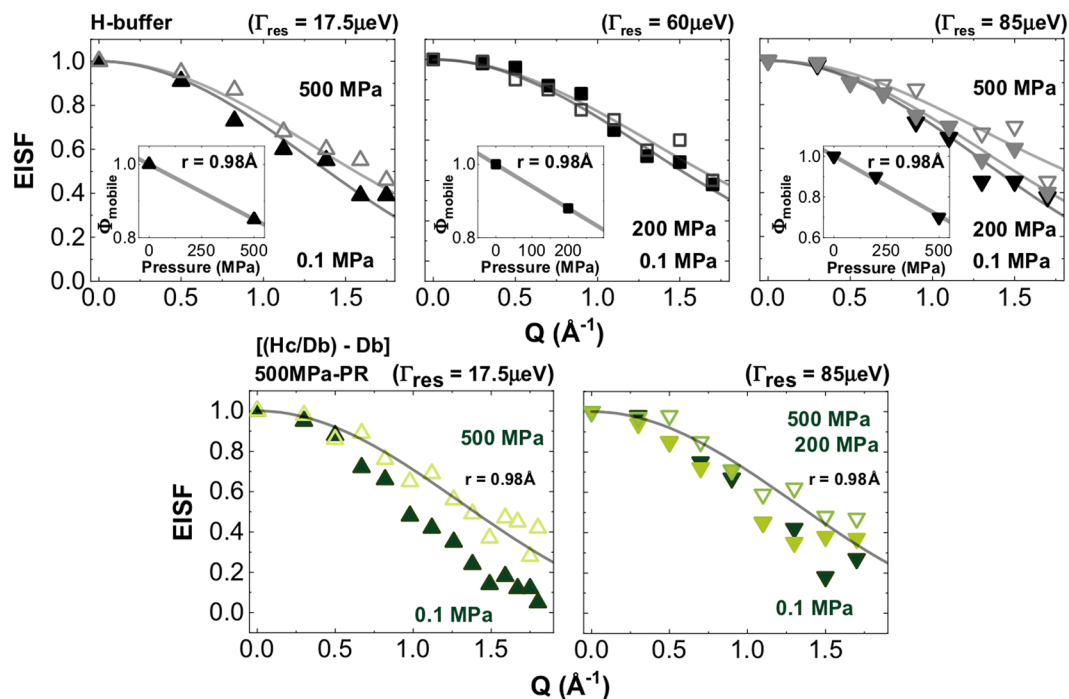 H-buffer (Γres = 17.5μeV) (Γres = 60μeV) (Γres = 85μeV)
EISF
1.0
0.8
0.6
0.4
0.2
0.0
500 MPa
0.1 MPa
Φmobile
1.0
0.8
r = 0.98Å
0 250 500
Pressure (MPa)
0.0 0.5 1.0 1.5
200 MPa
0.1 MPa
Φmobile
1.0
0.8
r = 0.98Å
0 100 200
Pressure (MPa)
0.0 0.5 1.0 1.5
500 MPa
200 MPa
0.1 MPa
Φmobile
1.0
0.8
0.6
r = 0.98Å
0 250 500
Pressure (MPa)
0.0 0.5 1.0 1.5
Q (Å-1)
[(Hc/Db) - Db]
500MPa-PR (Γres = 17.5μeV) (Γres = 85μeV)
EISF
1.0
0.8
0.6
0.4
0.2
0.0
500 MPa
r = 0.98Å
0.1 MPa
0.0 0.5 1.0 1.5
500 MPa
200 MPa
r = 0.98Å
0.1 MPa
0.0 0.5 1.0 1.5
Q (Å-1)